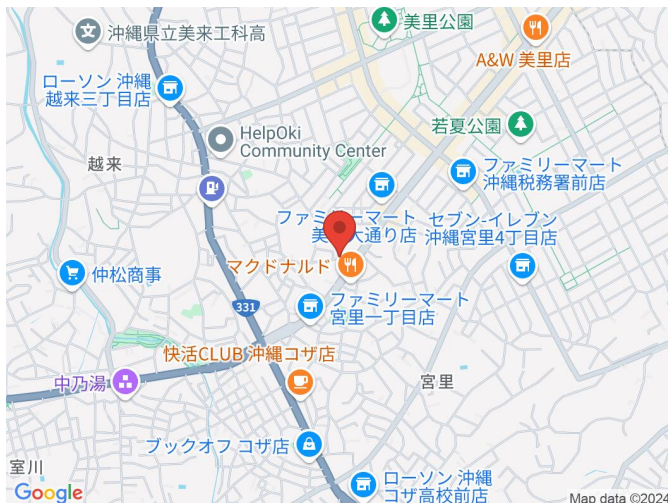 美里公園
沖縄県立美来工科高
A&W 美里店
ローソン 沖縄
越来三丁目店
若夏公園
HelpOki
Community Center
越来
ファミリーマート
沖縄税務署前店
ファミリーマート
大通り店
セブン-イレブン
沖縄宮里4丁目店
マクドナルド
仲松商事
331
ファミリーマート
宮里一丁目店
快活CLUB 沖縄コザ店
中乃湯
宮里
ブックオフ コザ店
室川
ローソン 沖縄
コザ高校前店
Google
Map data ©2024